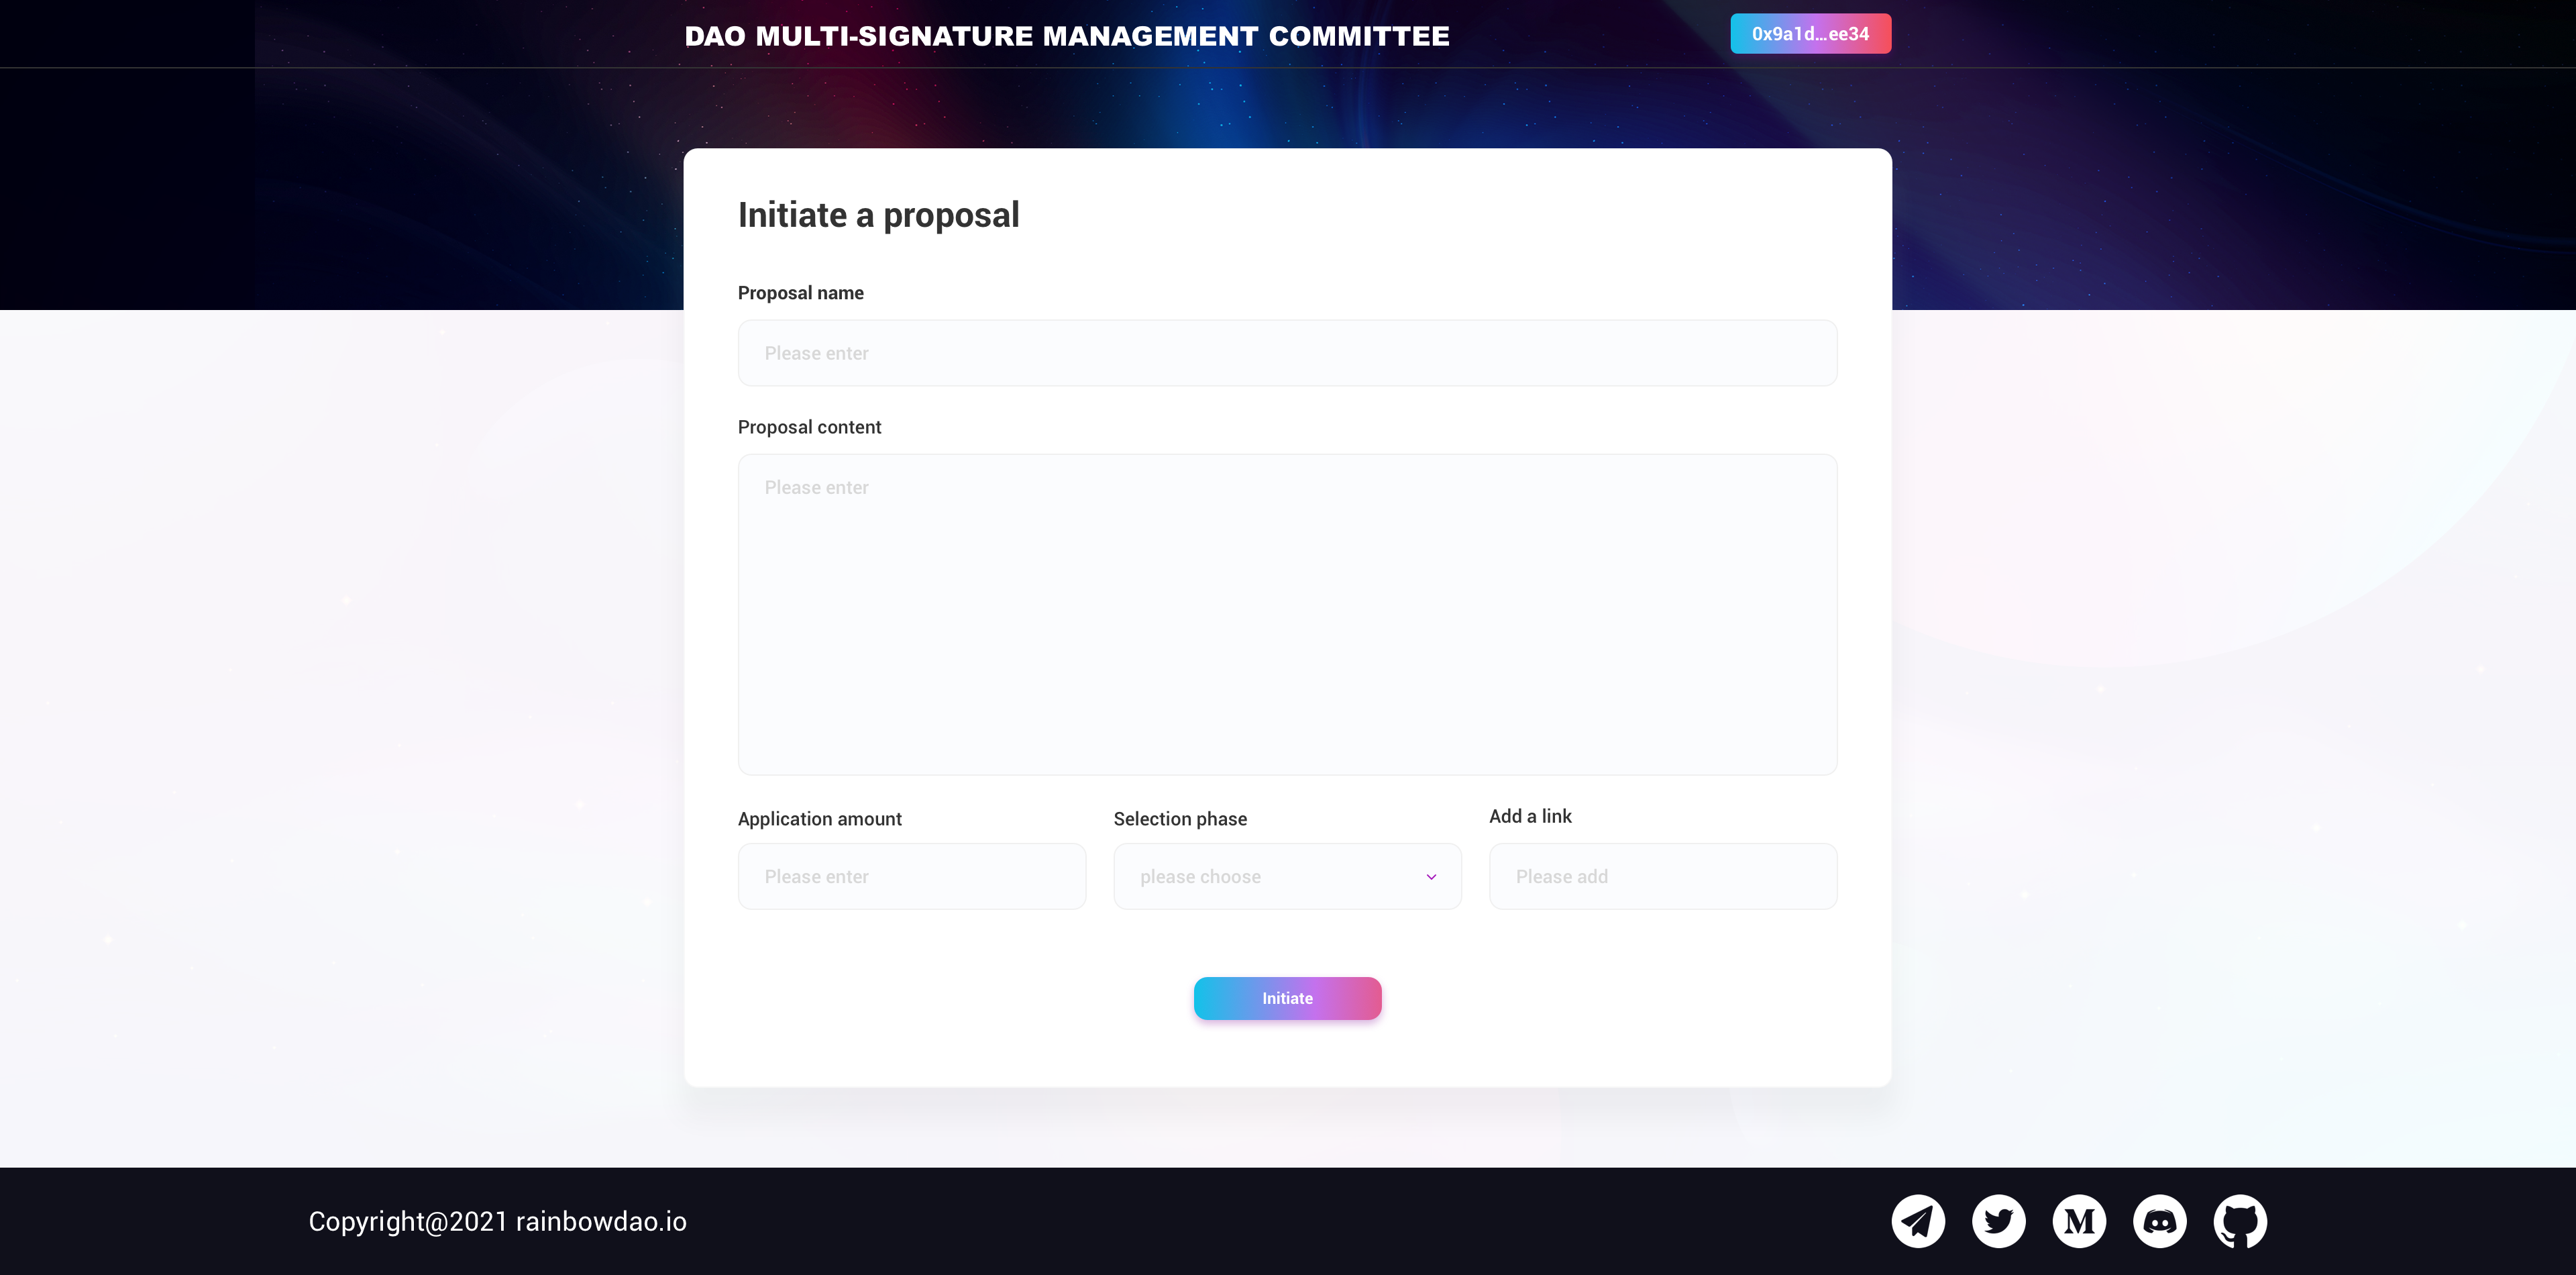 DAO MULTI-SIGNATURE MANAGEMENT COMMITTEE
0x9a1d...ee34
Initiate a proposal
Proposal name
Please enter
Proposal content
Please enter
Application amount
Selection phase
Add a link
Please enter
please choose
Please add
Initiate
Copyright@2021 rainbowdao.io